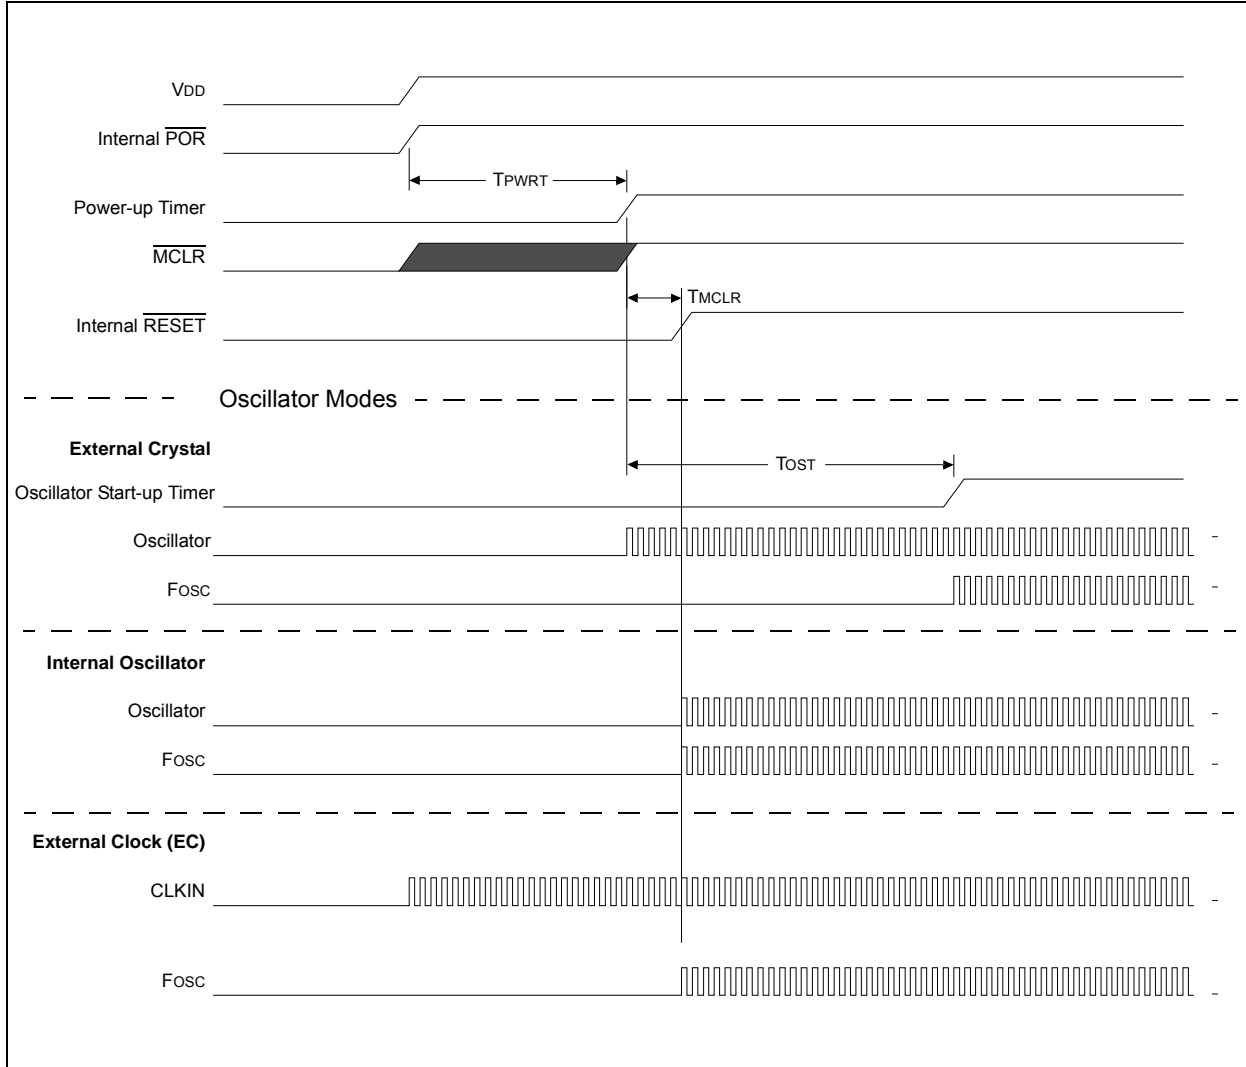 VDD
Internal POR
TPWRT
Power-up Timer
MCLR
TMCLR
Internal RESET
Oscillator Modes
External Crystal
TOST
Oscillator Start-up Timer
Oscillator
FOSC
Internal Oscillator
Oscillator
FOSC
External Clock (EC)
CLKIN
FOSC